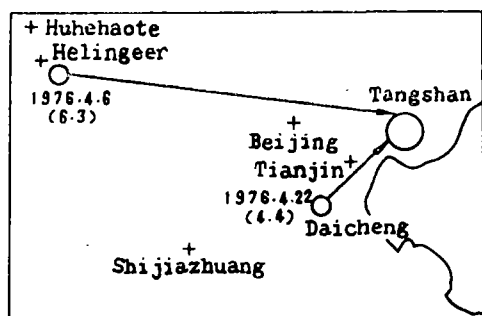 Huhehaote
Helingeer
1976.4.6
(6.3)
Tangshan
Beijing
Tianjin
1976.4.22
(4.4)
Daicheng
Shijiazhuang